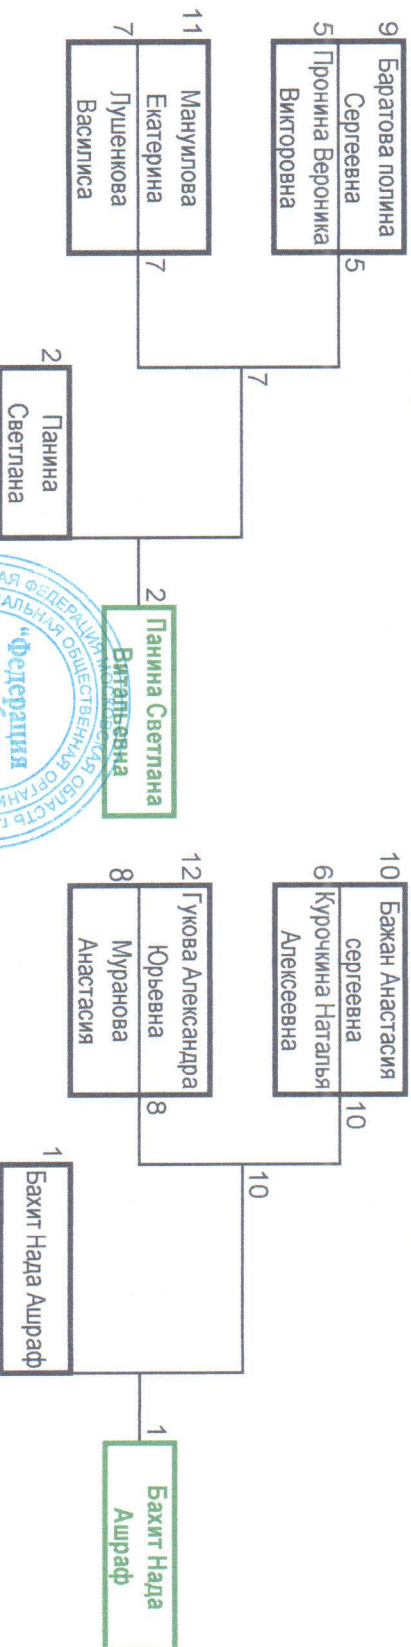 9
Баратова полина
Сергеевна
5
Пронина Вероника
Викторовна
5
11
Мануилова
Екатерина
7
Лушенкова
Василиса
7
7
2
Панина
Светлана
2
Панина Светлана
Витальевна
"Федерация
10
Бажан Анастасия
сергеевна
6
Курочкина Наталья
Алексеевна
10
12
Гукова Александра
Юрьевна
8
Муранова
Анастасия
8
10
1
Бахит Нада Ашраф
1
Бахит Нада
Ашраф